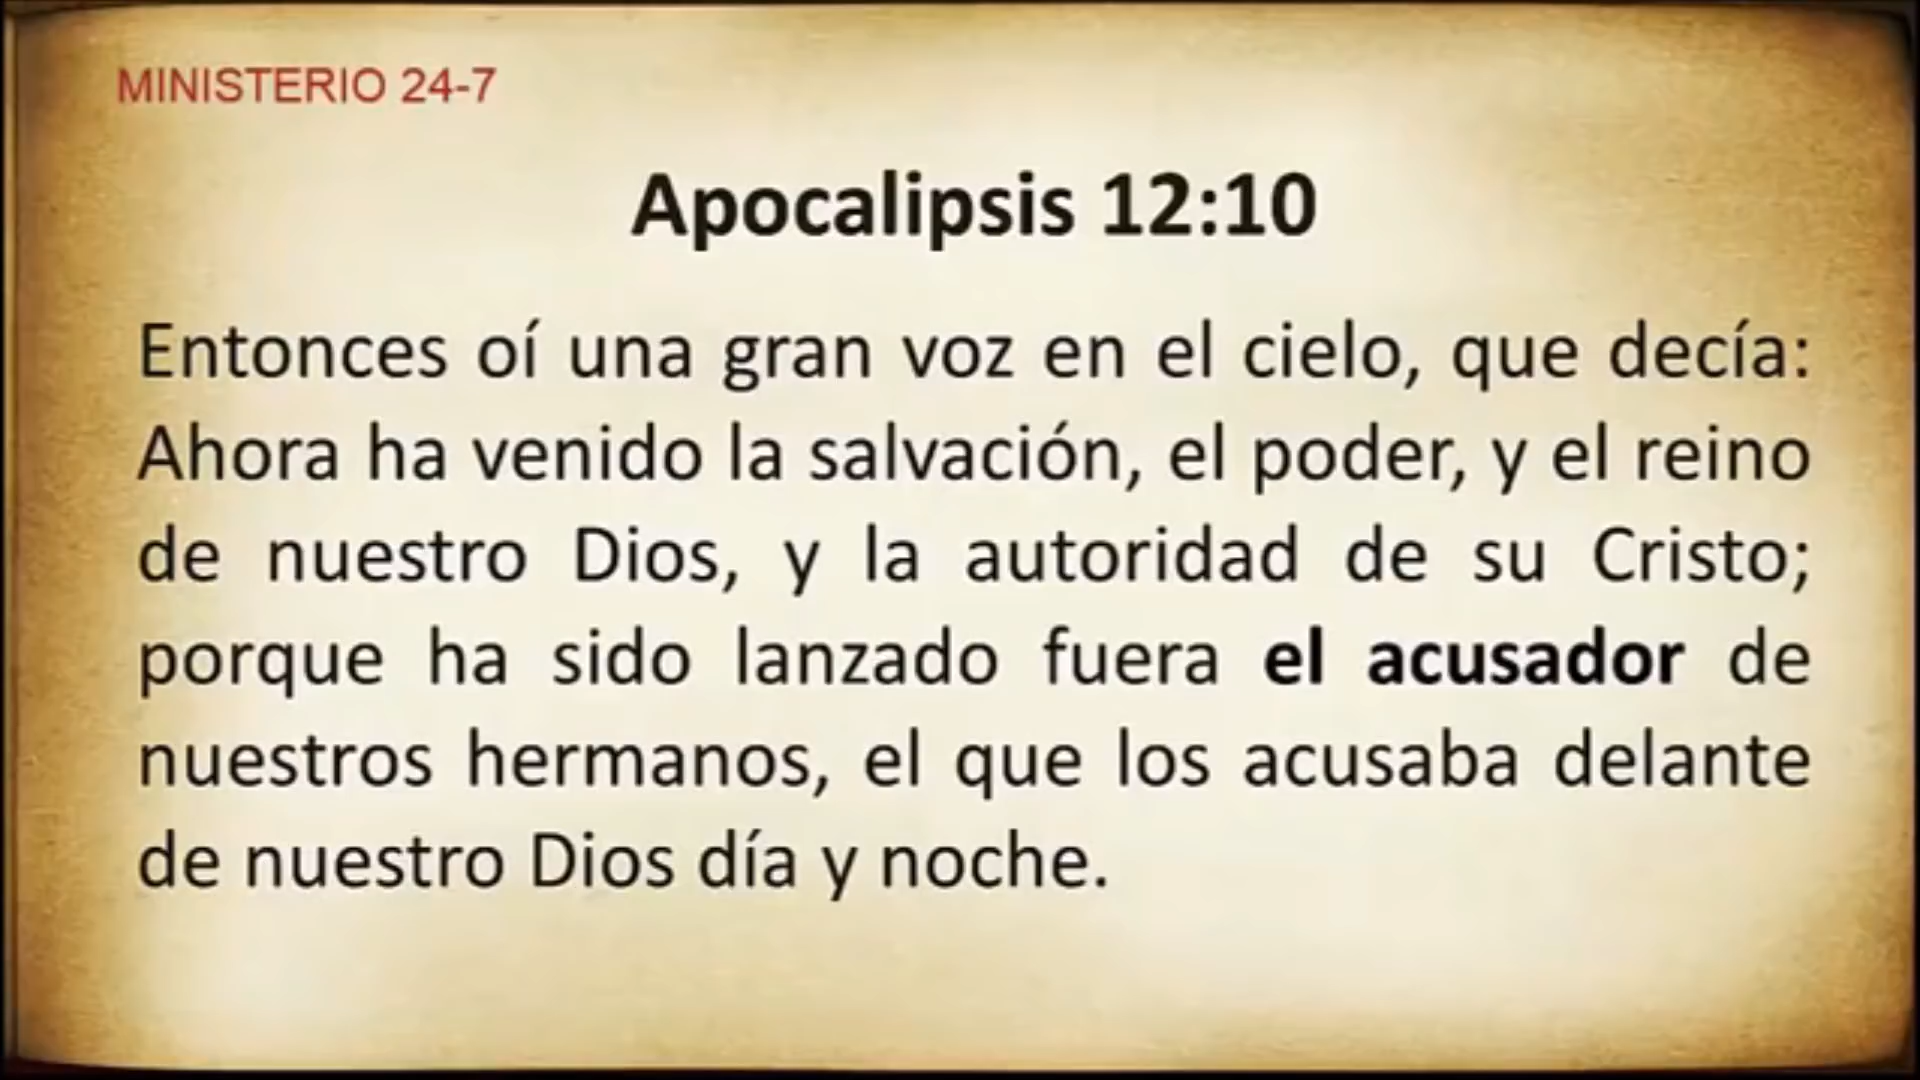 MINISTERIO 24-7
Apocalipsis 12:10
Entonces oí una gran voz en el cielo, que decía:
Ahora ha venido la salvación, el poder, y el reino
de nuestro Dios, y la autoridad de su Cristo;
porque ha sido lanzado fuera el acusador de
nuestros hermanos, el que los acusaba delante
de nuestro Dios día y noche.